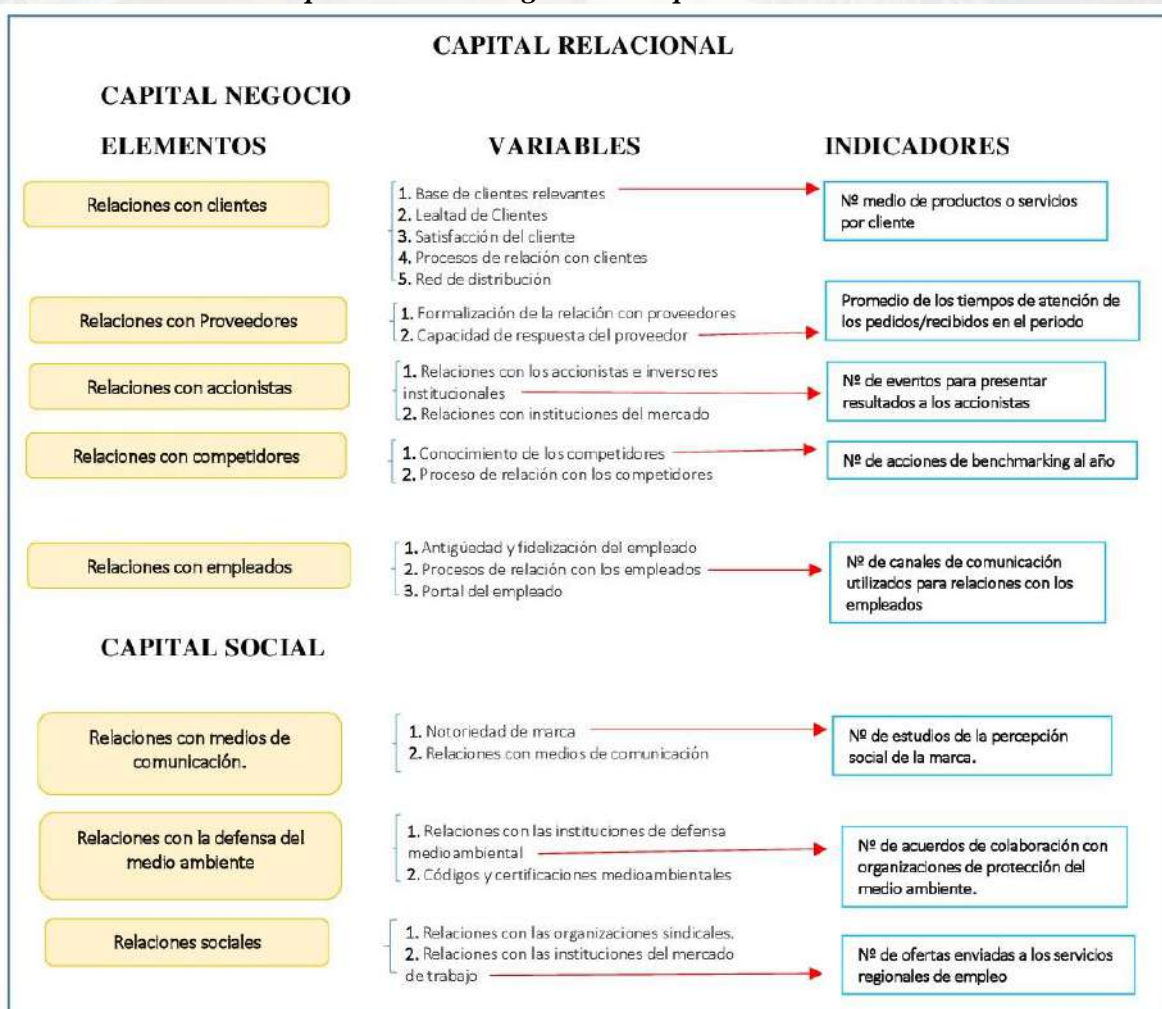 CAPITAL RELACIONAL
CAPITAL NEGOCIO
ELEMENTOS
VARIABLES
INDICADORES
Relaciones con clientes
1. Base de clientes relevantes
2. Lealtad de Clientes
3. Satisfacción del cliente
4. Procesos de relación con clientes
5. Red de distribución
Nº medio de productos o servicios
por cliente
Relaciones con Proveedores
1. Formalización de la relación con proveedores
2. Capacidad de respuesta del proveedor
Promedio de los tiempos de atención de
los pedidos/recibidos en el periodo
Relaciones con accionistas
1. Relaciones con los accionistas e inversores
institucionales
2. Relaciones con instituciones del mercado
Nº de eventos para presentar
resultados a los accionistas
Relaciones con competidores
1. Conocimiento de los competidores
2. Proceso de relación con los competidores
Nº de acciones de benchmarking al año
Relaciones con empleados
1. Antigüedad y fidelización del empleado
2. Procesos de relación con los empleados
3. Portal del empleado
Nº de canales de comunicación
utilizados para relaciones con los
empleados
CAPITAL SOCIAL
Relaciones con medios de
comunicación.
1. Notoriedad de marca
2. Relaciones con medios de comunicación
Nº de estudios de la percepción
social de la marca.
Relaciones con la defensa del
medio ambiente
1. Relaciones con las instituciones de defensa
medioambiental
2. Códigos y certificaciones medioambientales
Nº de acuerdos de colaboración con
organizaciones de protección del
medio ambiente.
Relaciones sociales
1. Relaciones con las organizaciones sindicales.
2. Relaciones con las instituciones del mercado
de trabajo
Nº de ofertas enviadas a los servicios
regionales de empleo